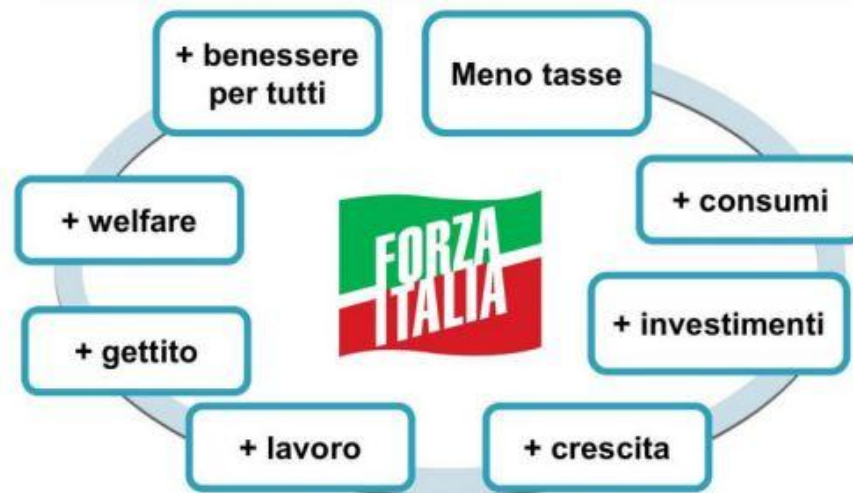 + benessere
per tutti
Meno tasse
+ consumi
+ investimenti
+ crescita
+ lavoro
+ gettito
+ welfare
FORZA
ITALIA